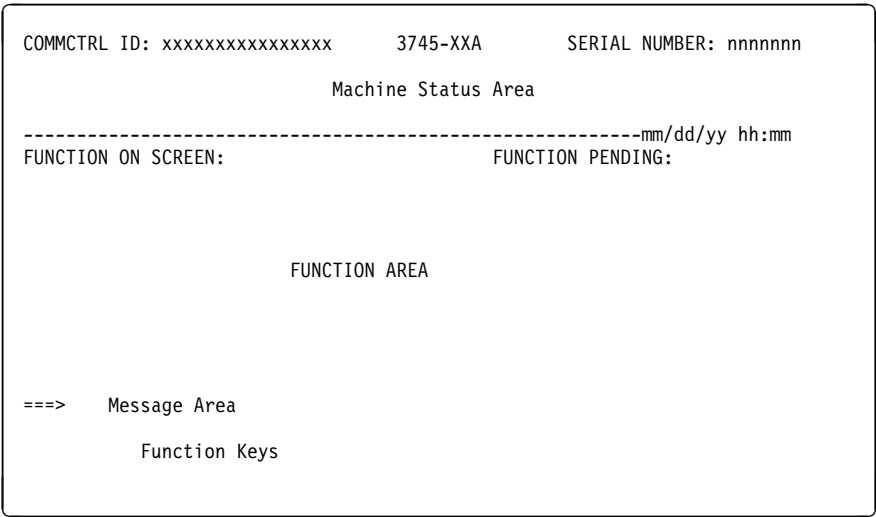 COMMCTRL ID: xxxxxxxxxxxxxxxx 3745-XXA SERIAL NUMBER: nnnnnnn
Machine Status Area
----------------------------------------------------------mm/dd/yy hh:mm
FUNCTION ON SCREEN: FUNCTION PENDING:
FUNCTION AREA
===> Message Area
Function Keys